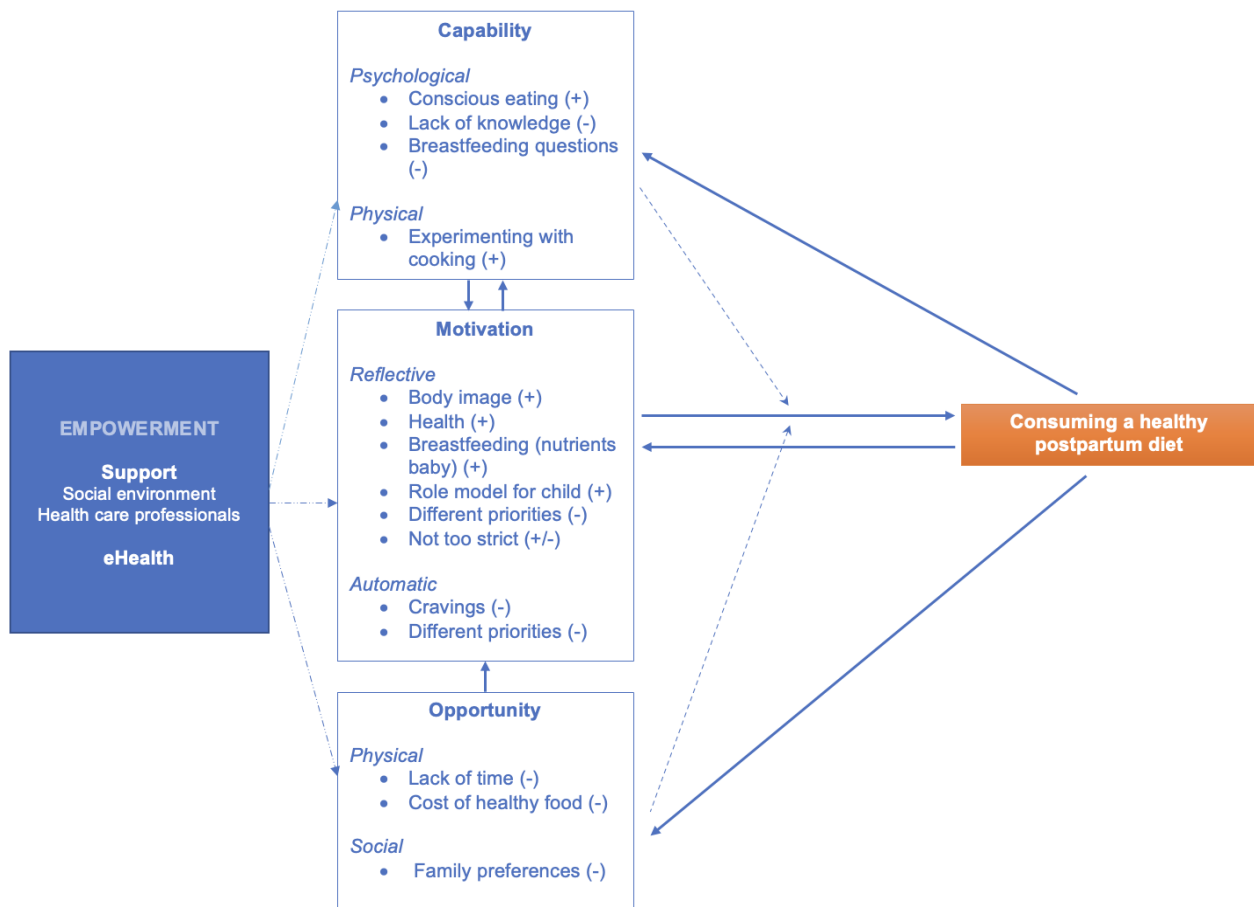 Capability
Psychological
• Conscious eating (+)
• Lack of knowledge (-)
• Breastfeeding questions
(-)
Physical
• Experimenting with
cooking (+)
Motivation
Reflective
• Body image (+)
• Health (+)
• Breastfeeding (nutrients
baby) (+)
• Role model for child (+)
• Different priorities (-)
• Not too strict (+/-)
Automatic
• Cravings (-)
• Different priorities (-)
Opportunity
Physical
• Lack of time (-)
• Cost of healthy food (-)
Social
• Family preferences (-)
EMPOWERMENT
Support
Social environment
Health care professionals
eHealth
Consuming a healthy
postpartum diet